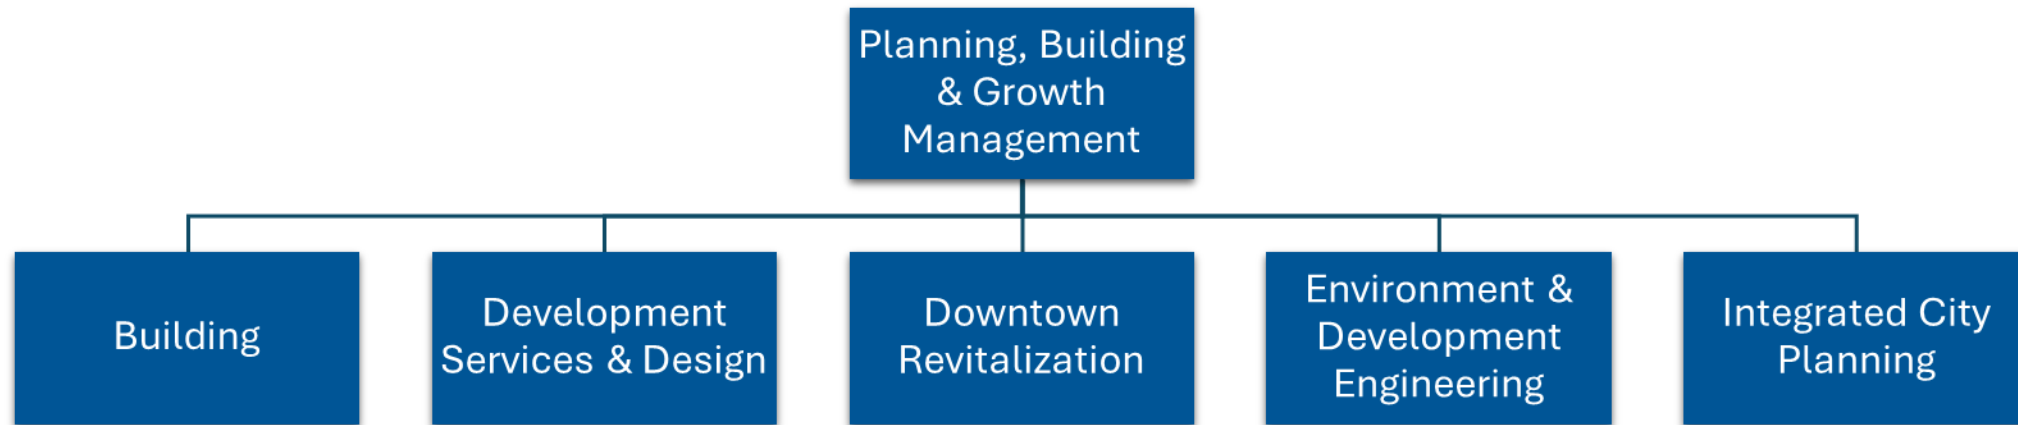 Planning, Building
& Growth
Management
Building
Development
Services & Design
Downtown
Revitalization
Environment &
Development
Engineering
Integrated City
Planning